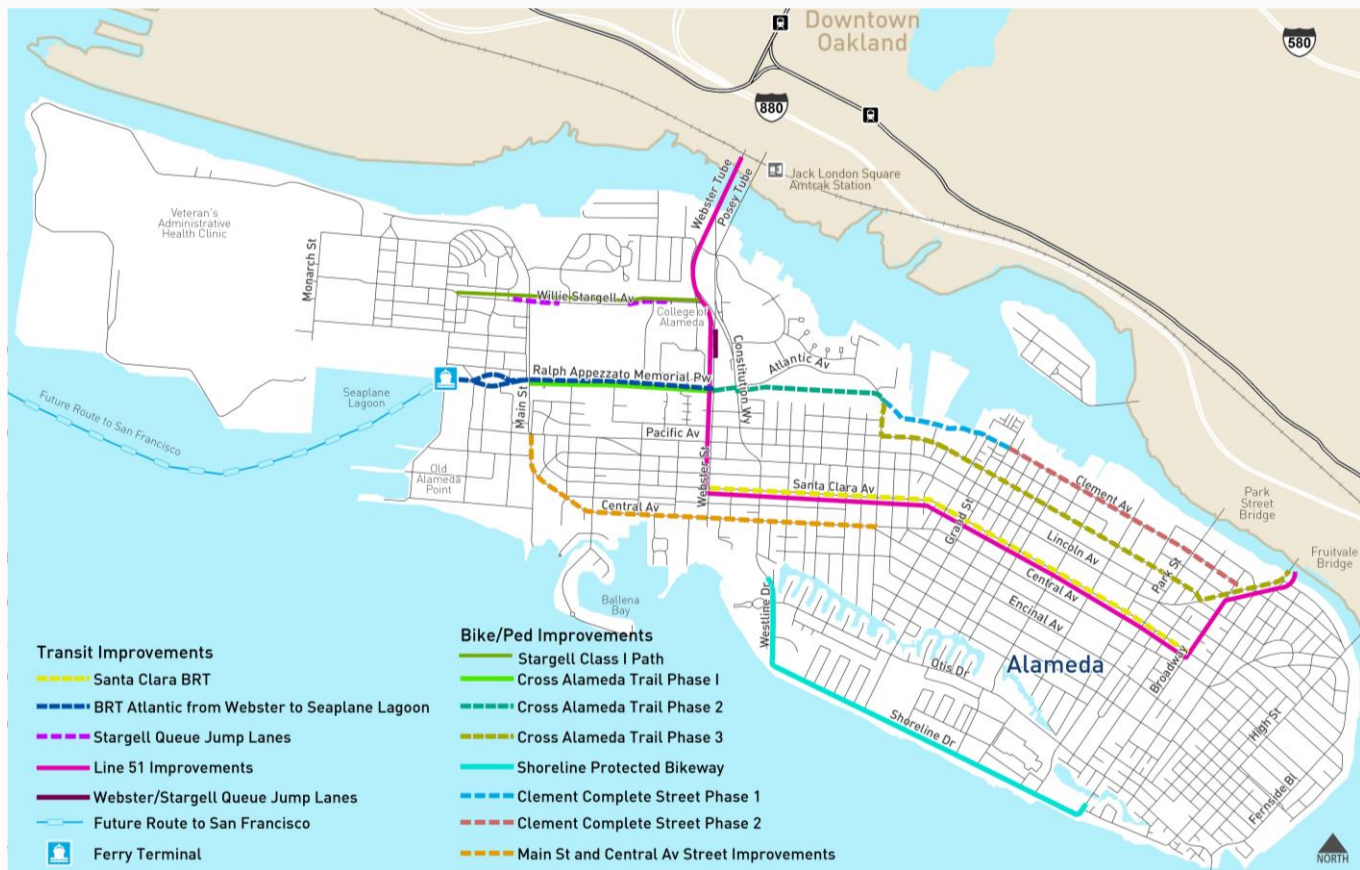 Downtown
Oakland
580
880
Jack London Square
Amtrak Station
Webster Tube
Posey Tube
Veteran's
Administrative
Health Clinic
Monarch St
Willie Stargell Av
College of
Alameda
Constitution Wy
Atlantic Av
Ralph Appezzato Memorial Pw
Seaplane
Lagoon
Main St
Future Route to San Francisco
Pacific Av
Old
Alameda
Point
Webster St
Santa Clara Av
Central Av
Clement Av
Park
Street
Bridge
Grand St
Lincoln Av
Park St
Fruitvale
Bridge
Central Av
Encinal Av
Ballena
Bay
Westline Dr
Otis Dr
Alameda
Broadway
High St
Shoreline Dr
Fernside Bl
Transit Improvements
Santa Clara BRT
BRT Atlantic from Webster to Seaplane Lagoon
Stargell Queue Jump Lanes
Line 51 Improvements
Webster/Stargell Queue Jump Lanes
Future Route to San Francisco
Ferry Terminal
Bike/Ped Improvements
Stargell Class I Path
Cross Alameda Trail Phase I
Cross Alameda Trail Phase 2
Cross Alameda Trail Phase 3
Shoreline Protected Bikeway
Clement Complete Street Phase 1
Clement Complete Street Phase 2
Main St and Central Av Street Improvements
NORTH